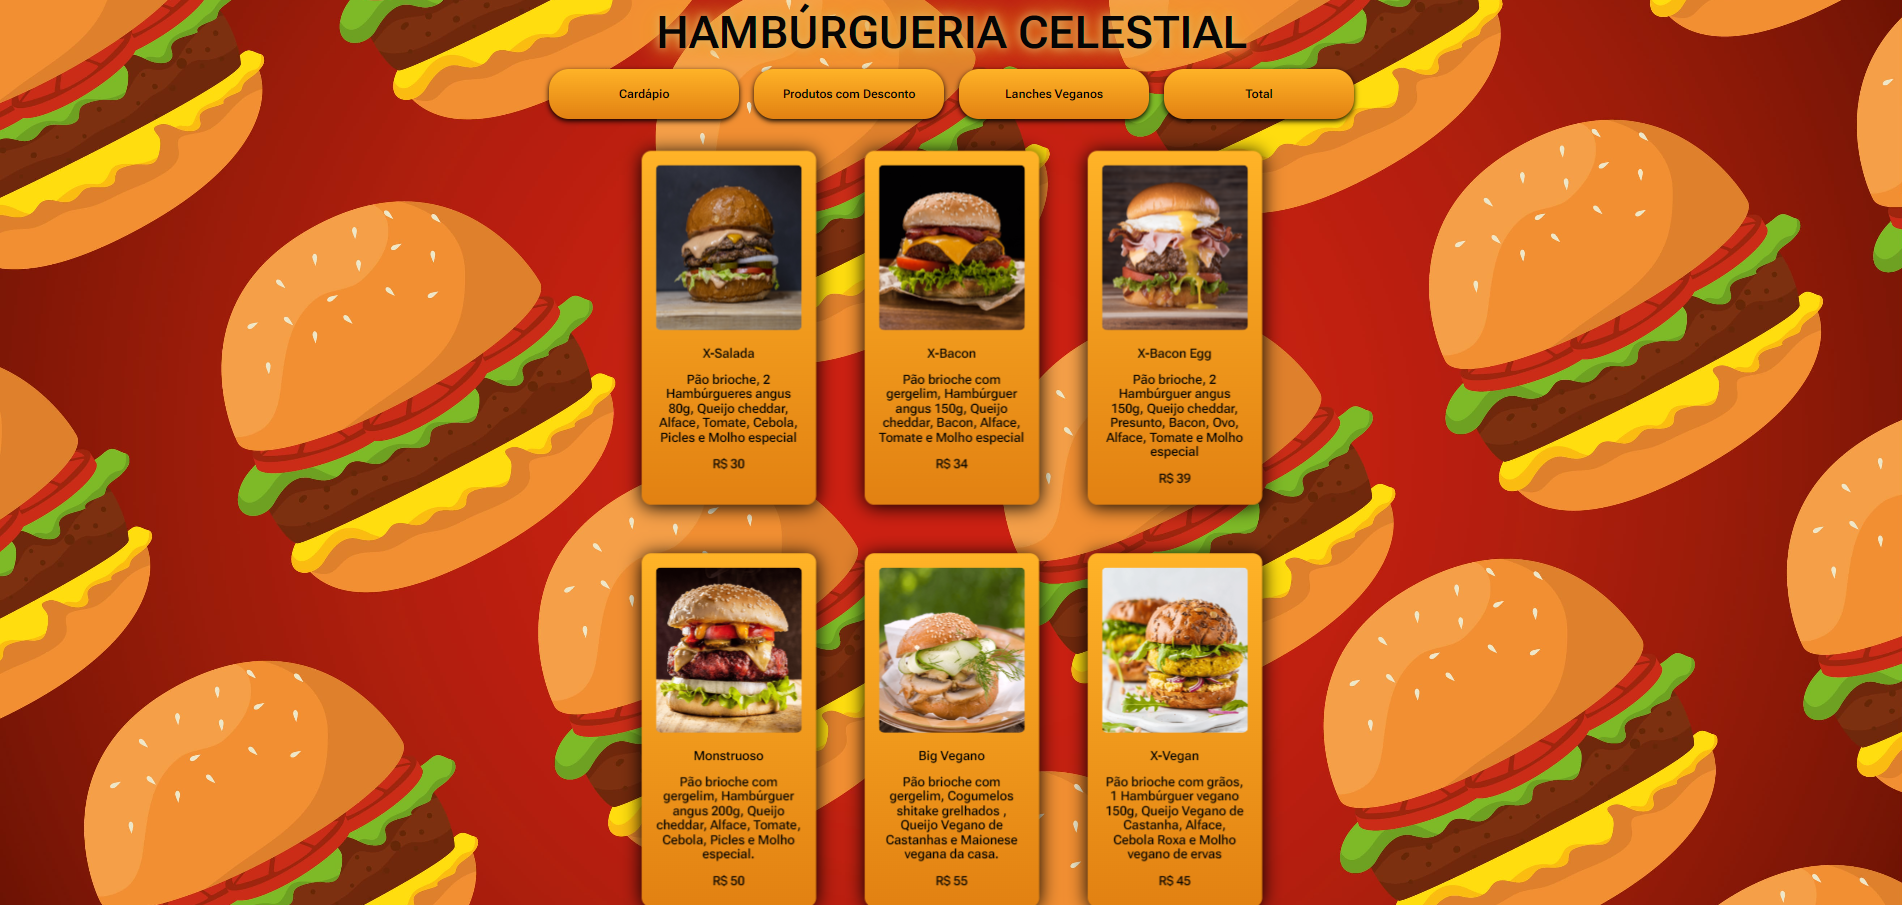 HAMBÚRGUERIA CELESTIAL
Cardápio
Produtos com Desconto
Lanches Veganos
Total
X-Salada
Pão brioche, 2
Hambúrgueres angus
80g, Queijo cheddar,
Alface, Tomate, Cebola,
Picles e Molho especial
R$ 30
X-Bacon
Pão brioche com
gergelim, Hambúrguer
angus 150g, Queijo
cheddar, Bacon, Alface,
Tomate e Molho especial
R$ 34
X-Bacon Egg
Pão brioche, 2
Hambúrguer angus
150g, Queijo cheddar,
Presunto, Bacon, Ovo,
Alface, Tomate e Molho
especial
R$ 39
Monstruoso
Pão brioche com
gergelim, Hambúrguer
angus 200g, Queijo
cheddar, Alface, Tomate,
Cebola, Picles e Molho
especial.
R$ 50
Big Vegano
Pão brioche com
gergelim, Cogumelos
shitake grelhados ,
Queijo Vegano de
Castanhas e Maionese
vegana da casa.
R$ 55
X-Vegan
Pão brioche com grãos,
1 Hambúrguer vegano
150g, Queijo Vegano de
Castanha, Alface,
Cebola Roxa e Molho
vegano de ervas
R$ 45